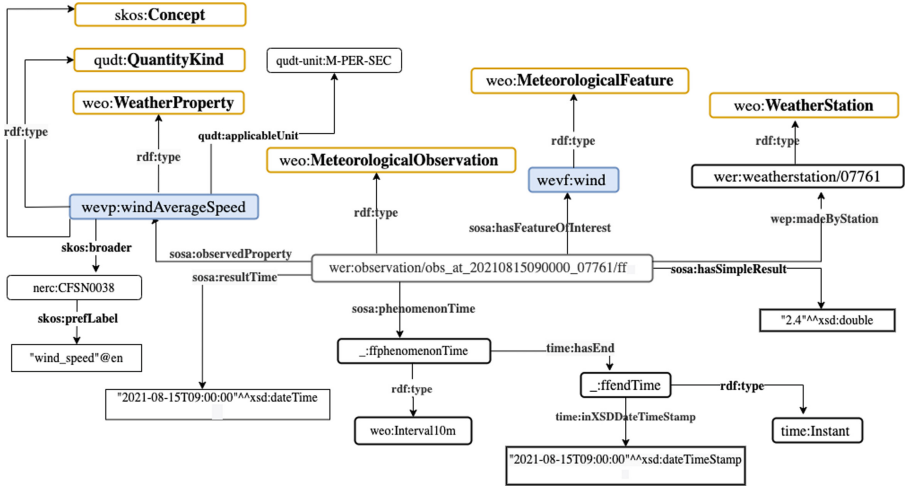 skos:Concept
qudt:QuantityKind
qudt-unit:M-PER-SEC
weo:MeteorologicalFeature
weo:WeatherProperty
weo:WeatherStation
rdf:type
qudt:applicableUnit
rdf:type
rdf:type
rdf:type
weo:MeteorologicalObservation
wevf:wind
wer:weatherstation/07761
wevp:windAverageSpeed
rdf:type
sosa:hasFeatureOfInterest
wep:madeByStation
skos:broader
sosa:observedProperty
wer:observation/obs_at_20210815090000_07761/ff
sosa:hasSimpleResult
sosa:resultTime
nerc:CFSN0038
sosa:phenomenonTime
skos:prefLabel
"2.4"^^xsd:double
"wind_speed"@en
_:ffphenomenonTime
time:hasEnd
rdf:type
_:ffendTime
rdf:type
"2021-08-15T09:00:00"^^xsd:dateTime
time:inXSDDateTimeStamp
weo:Interval10m
time:Instant
"2021-08-15T09:00:00"^^xsd:dateTimeStamp